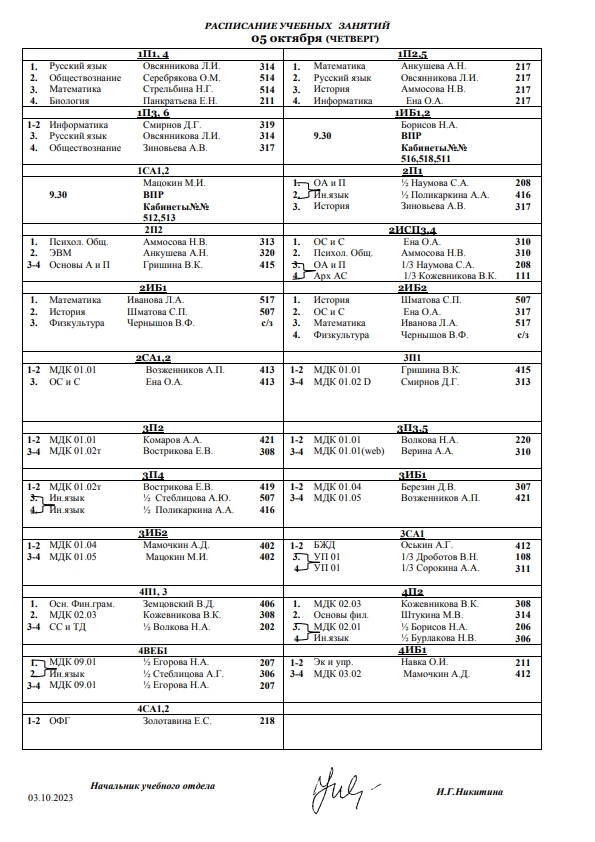 РАСПИСАНИЕ УЧЕБНЫХ ЗАНЯТИЙ
05 октября (ЧЕТВЕРГ)
1П1, 4
1. Русский язык Овсянникова Л.И. 314
2. Обществознание Серебрякова О.М. 514
3. Математика Стрельбина Н.Г. 514
4. Биология Панкратьева Е.Н. 211
1П2,5
1. Математика Анкушева А.Н. 217
2. Русский язык Овсянникова Л.И. 217
3. История Аммосова Н.В. 217
4. Информатика Ена О.А. 217
1П3, 6
1-2 Информатика Смирнов Д.Г. 319
3. Русский язык Овсянникова Л.И. 314
4. Обществознание Зиновьева А.В. 317
1ИБ1,2
Борисов Н.А.
9.30 ВПР
Кабинеты№№
516,518,511
1СА1,2
Мацокин М.И.
9.30 ВПР
Кабинеты№№
512,513
2П1
1. ОА и П ½ Наумова С.А. 208
2. Ин.язык ½ Поликаркина А.А. 416
3. История Зиновьева А.В. 317
2П2
1. Психол. Общ. Аммосова Н.В. 313
2. ЭВМ Анкушева А.Н. 320
3-4 Основы А и П Гришина В.К. 415
2ИСП3,4
1. ОС и С Ена О.А. 310
2. Психол. Общ. Аммосова Н.В. 310
3. ОА и П 1/3 Наумова С.А. 208
4. Арх АС 1/3 Кожевникова В.К. 111
2ИБ1
1. Математика Иванова Л.А. 517
2. История Шматова С.П. 507
3. Физкультура Чернышов В.Ф. с/з
2ИБ2
1. История Шматова С.П. 507
2. ОС и С Ена О.А. 317
3. Математика Иванова Л.А. 517
4. Физкультура Чернышов В.Ф. с/з
2СА1,2
1-2 МДК 01.01 Возженников А.П. 413
3. ОС и С Ена О.А. 413
3П1
1-2 МДК 01.01 Гришина В.К. 415
3-4 МДК 01.02 D Смирнов Д.Г. 313
3П2
1-2 МДК 01.01 Комаров А.А. 421
3-4 МДК 01.02т Вострикова Е.В. 308
3П3,5
1-2 МДК 01.01 Волкова Н.А. 220
3-4 МДК 01.01(web) Верина А.А. 310
3П4
1-2 МДК 01.02т Вострикова Е.В. 419
3. Ин.язык ½ Стеблицова А.Ю. 507
4. Ин.язык ½ Поликаркина А.А. 416
3ИБ1
1-2 МДК 01.04 Березин Д.В. 307
3-4 МДК 01.05 Возженников А.П. 421
3ИБ2
1-2 МДК 01.04 Мамочкин А.Д. 402
3-4 МДК 01.05 Мацокин М.И. 402
3СА1
1-2 БЖД Оськин А.Г. 412
3. УП 01 1/3 Дроботов В.Н. 108
4 УП 01 1/3 Сорокина А.А. 311
4П1, 3
1. Осн. Фин.грам. Земцовский В.Д. 406
2. МДК 02.03 Кожевникова В.К. 308
3-4 СС и ТД ½ Волкова Н.А. 202
4П2
1. МДК 02.03 Кожевникова В.К. 308
2. Основы фил. Штукина М.В. 314
3. МДК 02.01 ½ Борисов Н.А. 206
4 Ин.язык ½ Бурлакова Н.В. 306
4ВЕБ1
1. МДК 09.01 ½ Егорова Н.А. 207
2. Ин.язык ½ Стеблицова А.Г. 306
3-4 МДК 09.01 ½ Егорова Н.А. 207
4ИБ1
1-2 Эк и упр. Навка О.И. 211
3-4 МДК 03.02 Мамочкин А.Д. 412
4СА1,2
1-2 ОФГ Золотавина Е.С. 218
Начальник учебного отдела И.Г.Никитина
03.10.2023